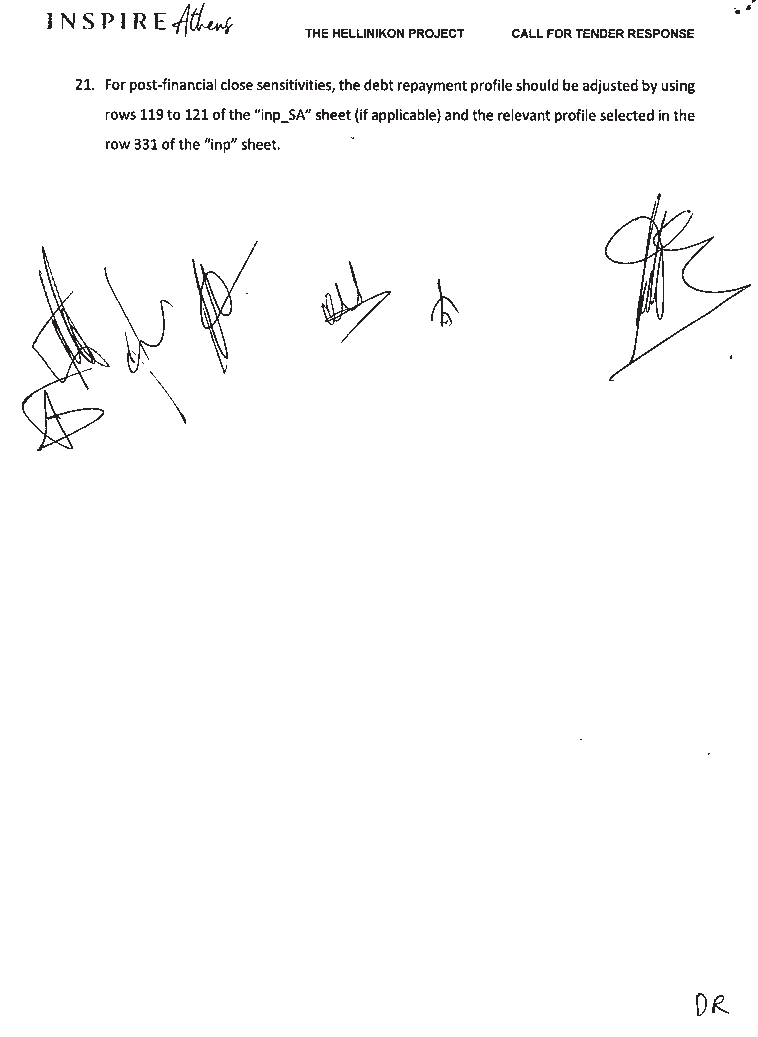 INSPIRE Athens
THE HELLINIKON PROJECT CALL FOR TENDER RESPONSE
21. For post-financial close sensitivities, the debt repayment profile should be adjusted by using
rows 119 to 121 of the “inp_SA” sheet (if applicable) and the relevant profile selected in the
row 331 of the “inp” sheet.
DR